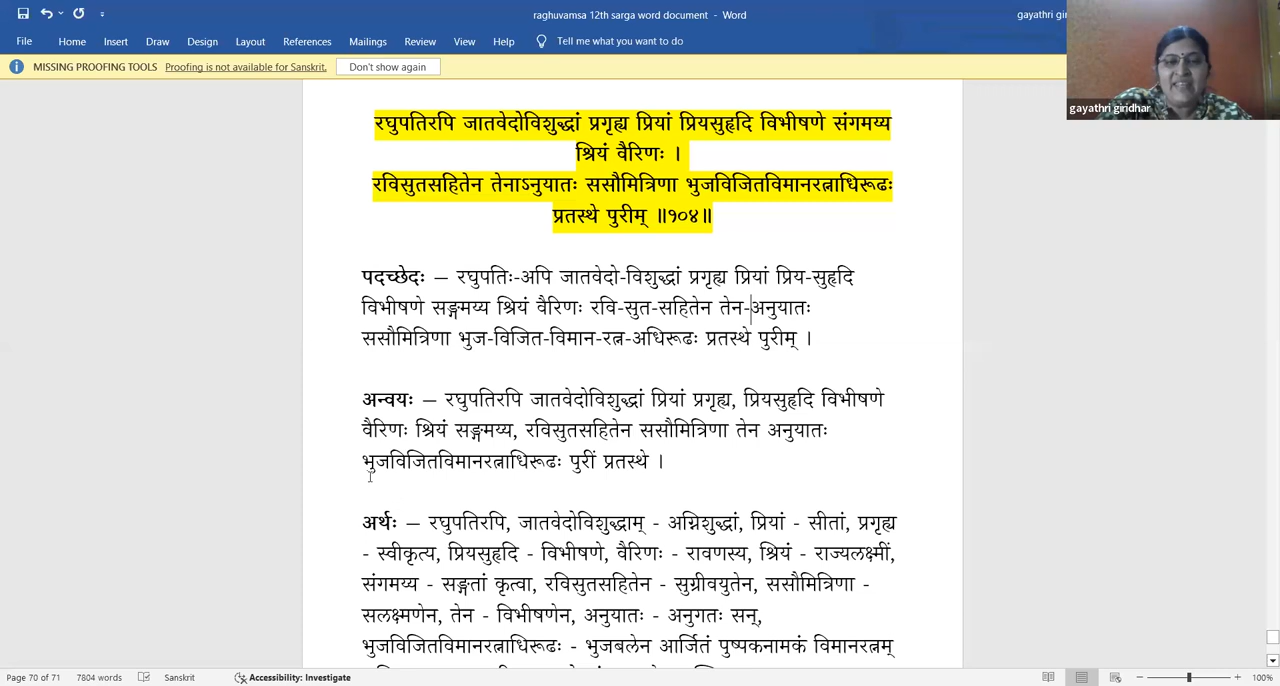 raghuvamsa 12th sarga word document - Word
gayathri gir
File Home Insert Draw Design Layout References Mailings Review View Help Tell me what you want to do
MISSING PROOFING TOOLS Proofing is not available for Sanskrit. Don't show again
gayathri giridhar
रघुपतिरपि जातवेदोविशुद्धां प्रगृह्य प्रियां प्रियसुहृदि विभीषणे संगमय्य
श्रियं वैरिणः ।
रविसुतसहितेन तेनाऽनुयातः ससौमित्रिणा भुजविजितविमानरत्नाधिरूढः
प्रतस्थे पुरीम् ॥१०४॥
पदच्छेदः – रघुपतिः-अपि जातवेदो-विशुद्धां प्रगृह्य प्रियां प्रिय-सुहृदि
विभीषणे सङ्गमय्य श्रियं वैरिणः रवि-सुत-सहितेन तेन-अनुयातः
ससौमित्रिणा भुज-विजित-विमान-रत्न-अधिरूढः प्रतस्थे पुरीम् ।
अन्वयः – रघुपतिरपि जातवेदोविशुद्धां प्रियां प्रगृह्य, प्रियसुहृदि विभीषणे
वैरिणः श्रियं सङ्गमय्य, रविसुतसहितेन ससौमित्रिणा तेन अनुयातः
भुजविजितविमानरत्नाधिरूढः पुरीं प्रतस्थे ।
अर्थः – रघुपतिरपि, जातवेदोविशुद्धाम् - अग्निशुद्धां, प्रियां - सीतां, प्रगृह्य
- स्वीकृत्य, प्रियसुहृदि - विभीषणे, वैरिणः - रावणस्य, श्रियं - राज्यलक्ष्मीं,
संगमय्य - सङ्गतां कृत्वा, रविसुतसहितेन - सुग्रीवयुतेन, ससौमित्रिणा -
सलक्ष्मणेन, तेन - विभीषणेन, अनुयातः - अनुगतः सन्,
भुजविजितविमानरत्नाधिरूढः - भुजबलेन आर्जितं पुष्पकनामकं विमानरत्नम्
Page 70 of 71 7804 words Sanskrit Accessibility: Investigate 100%